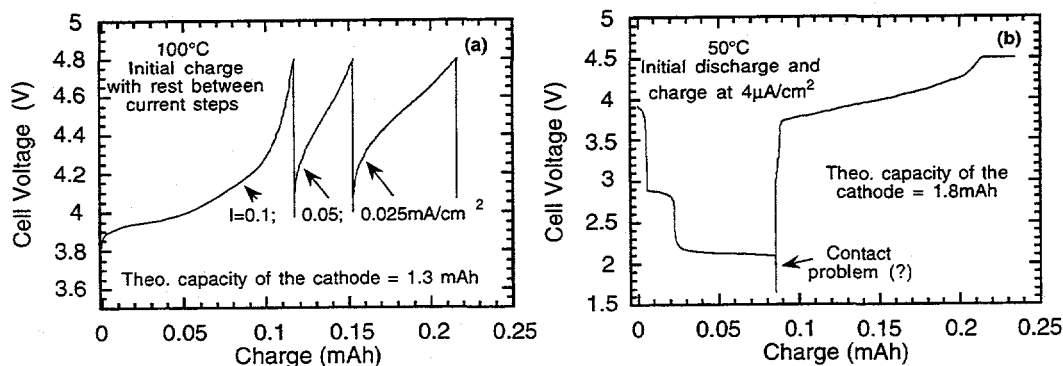 (a)
100°C
Initial charge
with rest between
current steps
I=0.1; 0.05; 0.025mA/cm 2
Theo. capacity of the cathode = 1.3 mAh
Cell Voltage (V)
5
4.8
4.6
4.4
4.2
4
3.8
3.6
0 0.05 0.1 0.15 0.2 0.25
Charge (mAh)
(b)
50°C
Initial discharge and
charge at 4µA/cm2
Theo. capacity of the
cathode = 1.8mAh
Contact
problem (?)
Cell Voltage (V)
5
4.5
4
3.5
3
2.5
2
1.5
0 0.05 0.1 0.15 0.2 0.25
Charge (mAh)